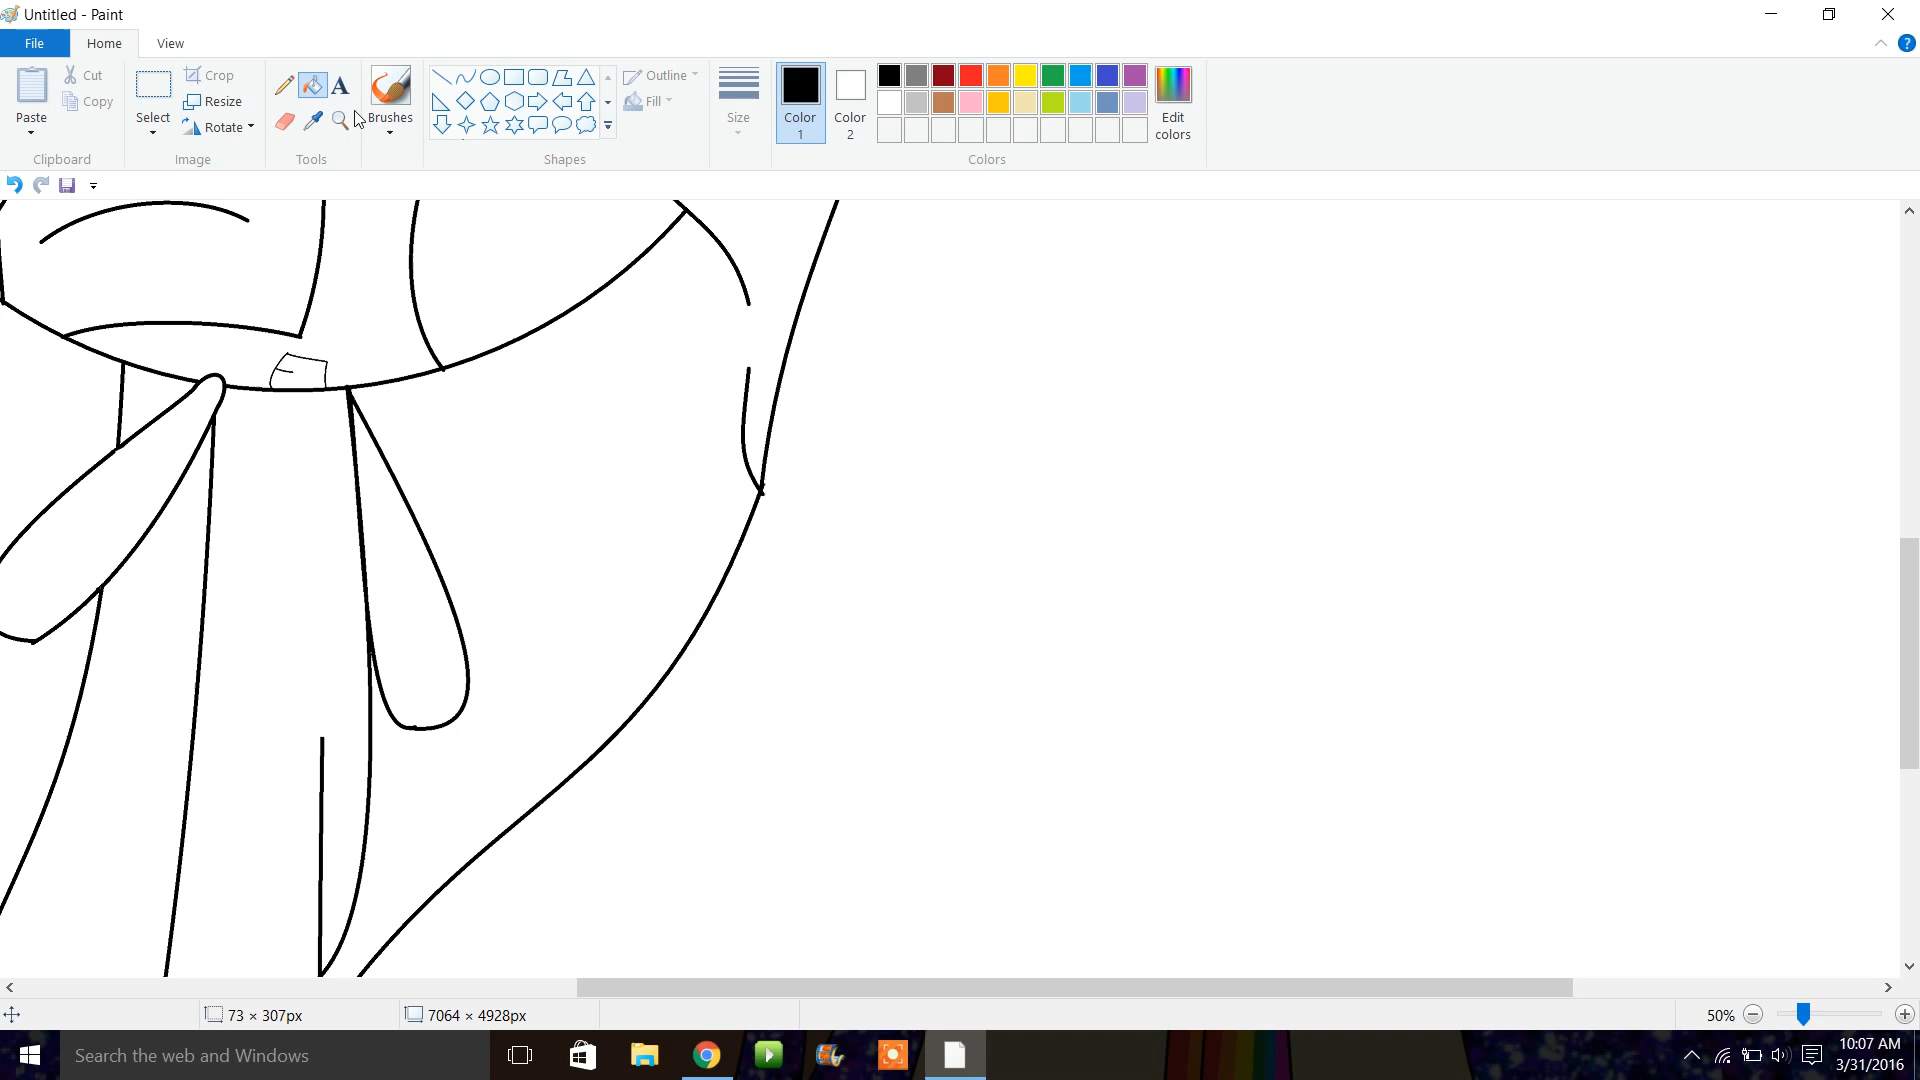 Untitled - Paint
File Home View
Paste Cut Copy Select Crop Resize Rotate A Brushes Outline Fill Size Color 1 Color 2 Edit colors
Clipboard Image Tools Shapes Colors
73 × 307px 7064 × 4928px 50%
Search the web and Windows 10:07 AM
3/31/2016